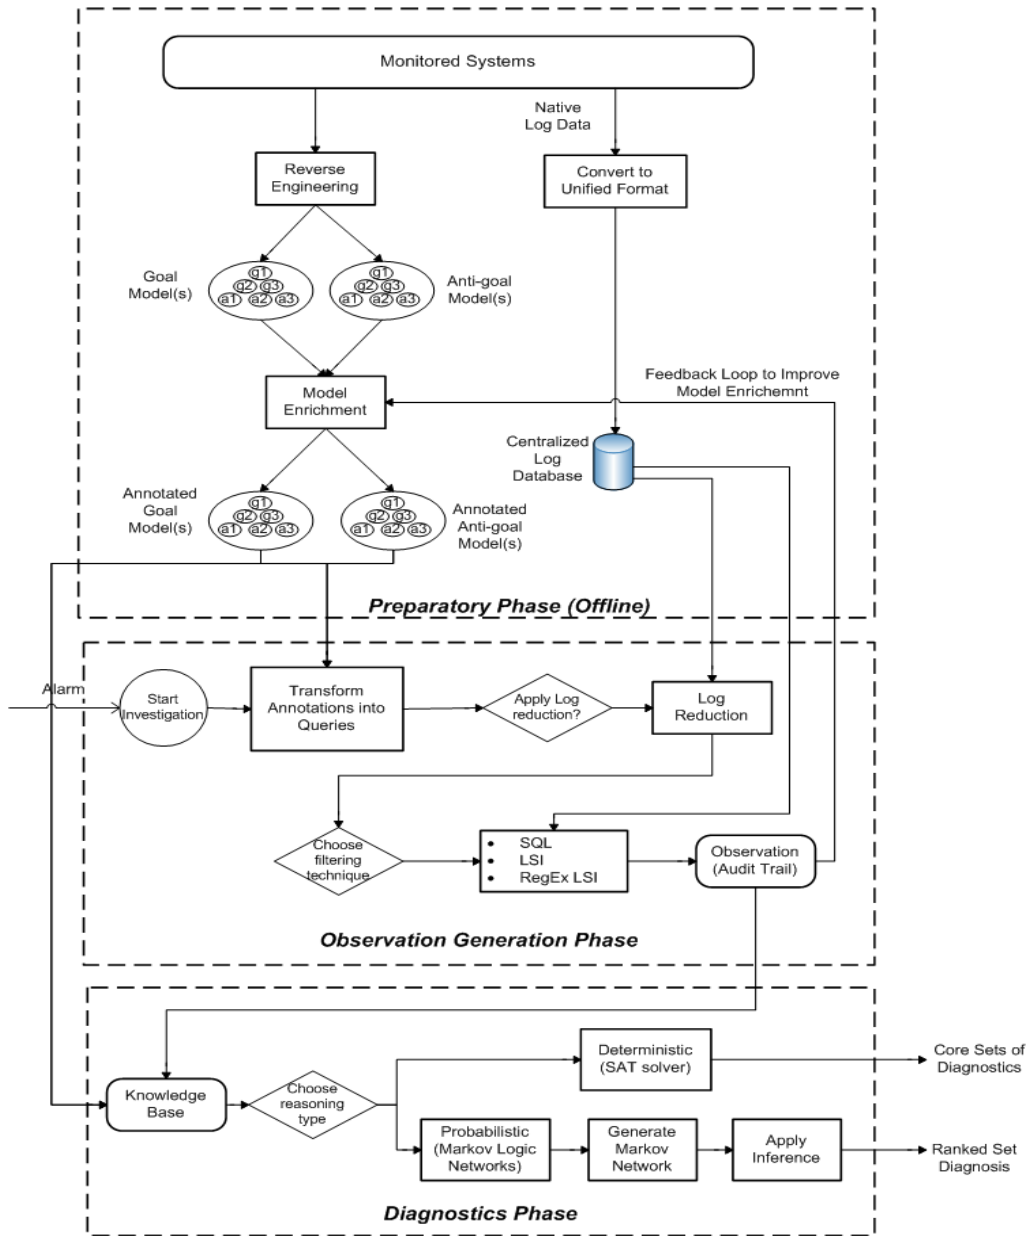 Monitored Systems
Native
Log Data
Reverse
Engineering
Convert to
Unified Format
Goal
Model(s)
g1
g2 g3
a1 a2 a3
g1
g2 g3
a1 a2 a3
Anti-goal
Model(s)
Model
Enrichment
Feedback Loop to Improve
Model Enrichemnt
Centralized
Log
Database
Annotated
Goal
Model(s)
g1
g2 g3
a1 a2 a3
g1
g2 g3
a1 a2 a3
Annotated
Anti-goal
Model(s)
Preparatory Phase (Offline)
Alarm
Start
Investigation
Transform
Annotations into
Queries
Apply Log
reduction?
Log
Reduction
Choose
filtering
technique
• SQL
• LSI
• RegEx LSI
Observation
(Audit Trail)
Observation Generation Phase
Deterministic
(SAT solver)
Core Sets of
Diagnostics
Knowledge
Base
Choose
reasoning
type
Probabilistic
(Markov Logic
Networks)
Generate
Markov
Network
Apply
Inference
Ranked Set
Diagnosis
Diagnostics Phase